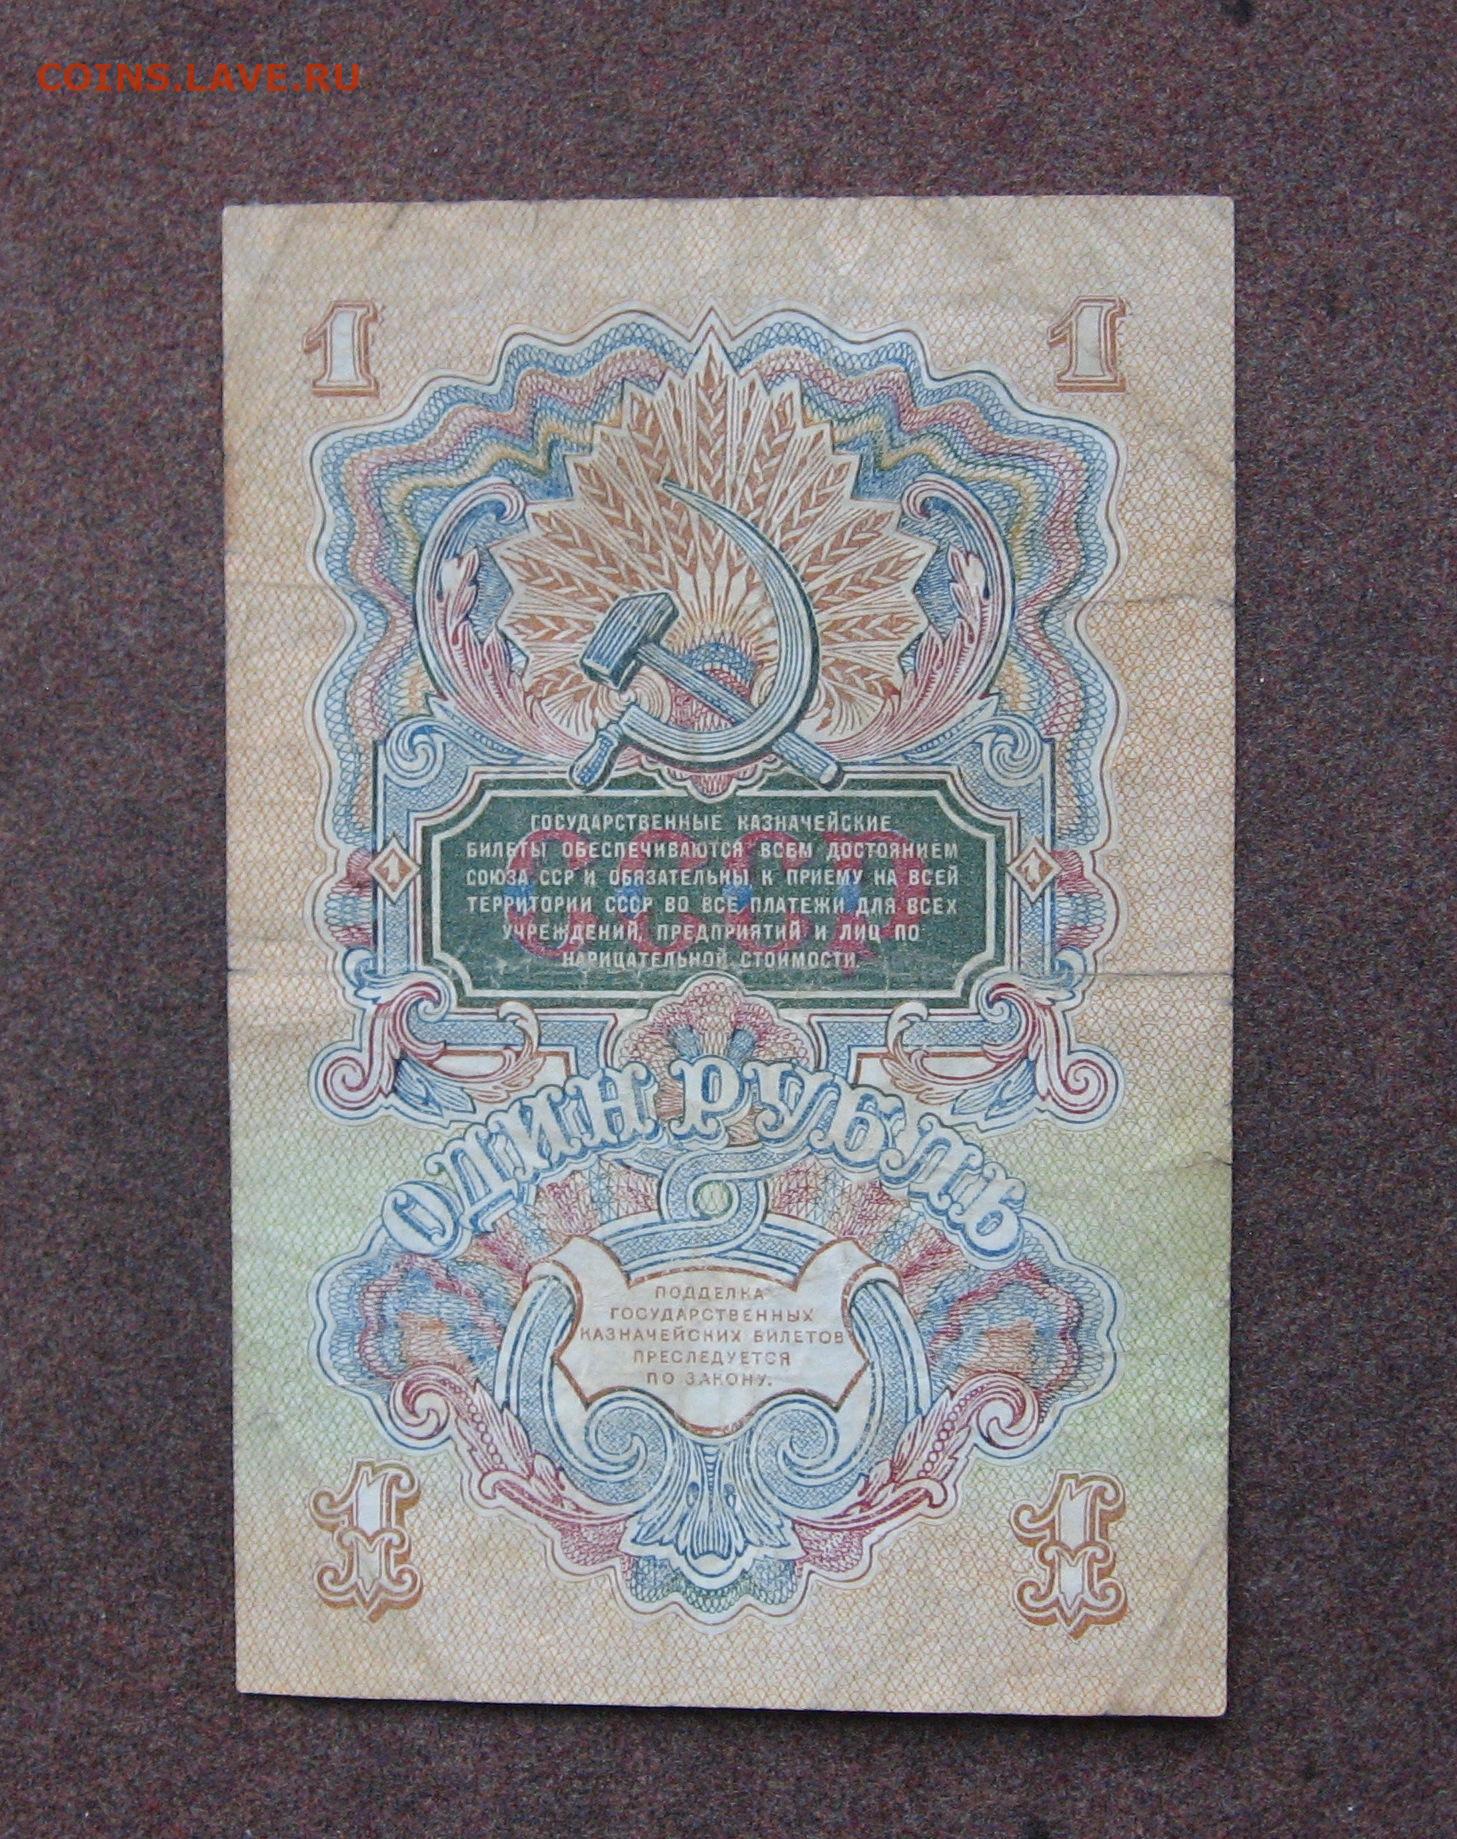 COINS.LAVE.RU
1 1
ГОСУДАРСТВЕННЫЕ КАЗНАЧЕЙСКИЕ
БИЛЕТЫ ОБЕСПЕЧИВАЮТСЯ ВСЕМ ДОСТОЯНИЕМ
СОЮЗА ССР И ОБЯЗАТЕЛЬНЫ К ПРИЕМУ НА ВСЕЙ
ТЕРРИТОРИИ СССР ВО ВСЕ ПЛАТЕЖИ ДЛЯ ВСЕХ
УЧРЕЖДЕНИЙ, ПРЕДПРИЯТИЙ И ЛИЦ ПО
НАРИЦАТЕЛЬНОЙ СТОИМОСТИ.
СССР
1 1
ОДИН РУБЛЬ
ПОДДЕЛКА
ГОСУДАРСТВЕННЫХ
КАЗНАЧЕЙСКИХ БИЛЕТОВ
ПРЕСЛЕДУЕТСЯ
ПО ЗАКОНУ.
1 1